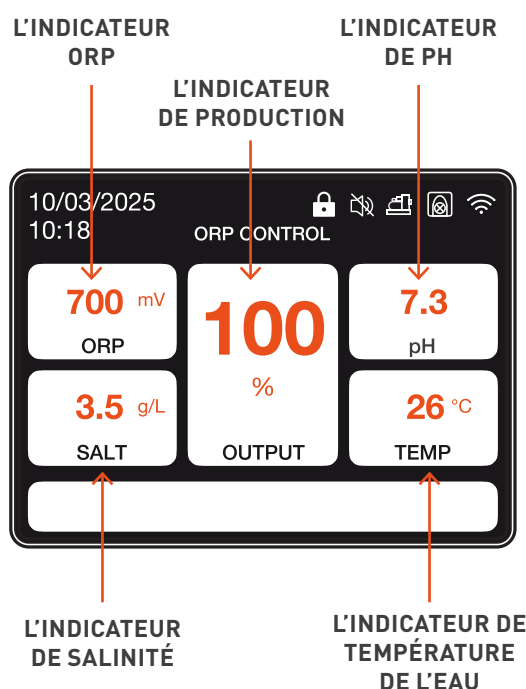 L'INDICATEUR
ORP
L'INDICATEUR
DE PH
L'INDICATEUR
DE PRODUCTION
10/03/2025
10:18
ORP CONTROL
700 mV
ORP
100
%
OUTPUT
7.3
pH
3.5 g/L
SALT
26 °C
TEMP
L'INDICATEUR
DE SALINITÉ
L'INDICATEUR DE
TEMPÉRATURE
DE L'EAU